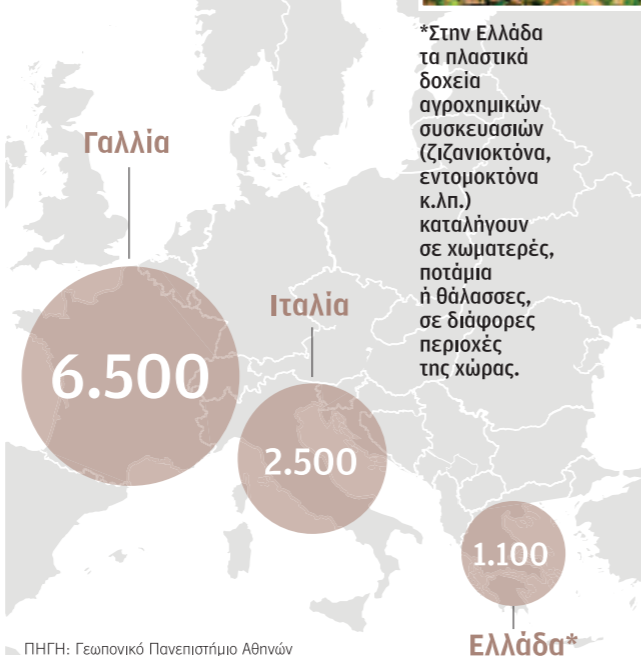 *Στην Ελλάδα
τα πλαστικά
δοχεία
αγροχημικών
συσκευασιών
(ζιζανιοκτόνα,
εντομοκτόνα
κ.λπ.)
καταλήγουν
σε χωματερές,
ποτάμια
ή θάλασσες,
σε διάφορες
περιοχές
της χώρας.
Γαλλία
6.500
Ιταλία
2.500
1.100
Ελλάδα*
ΠΗΓΗ: Γεωπονικό Πανεπιστήμιο Αθηνών